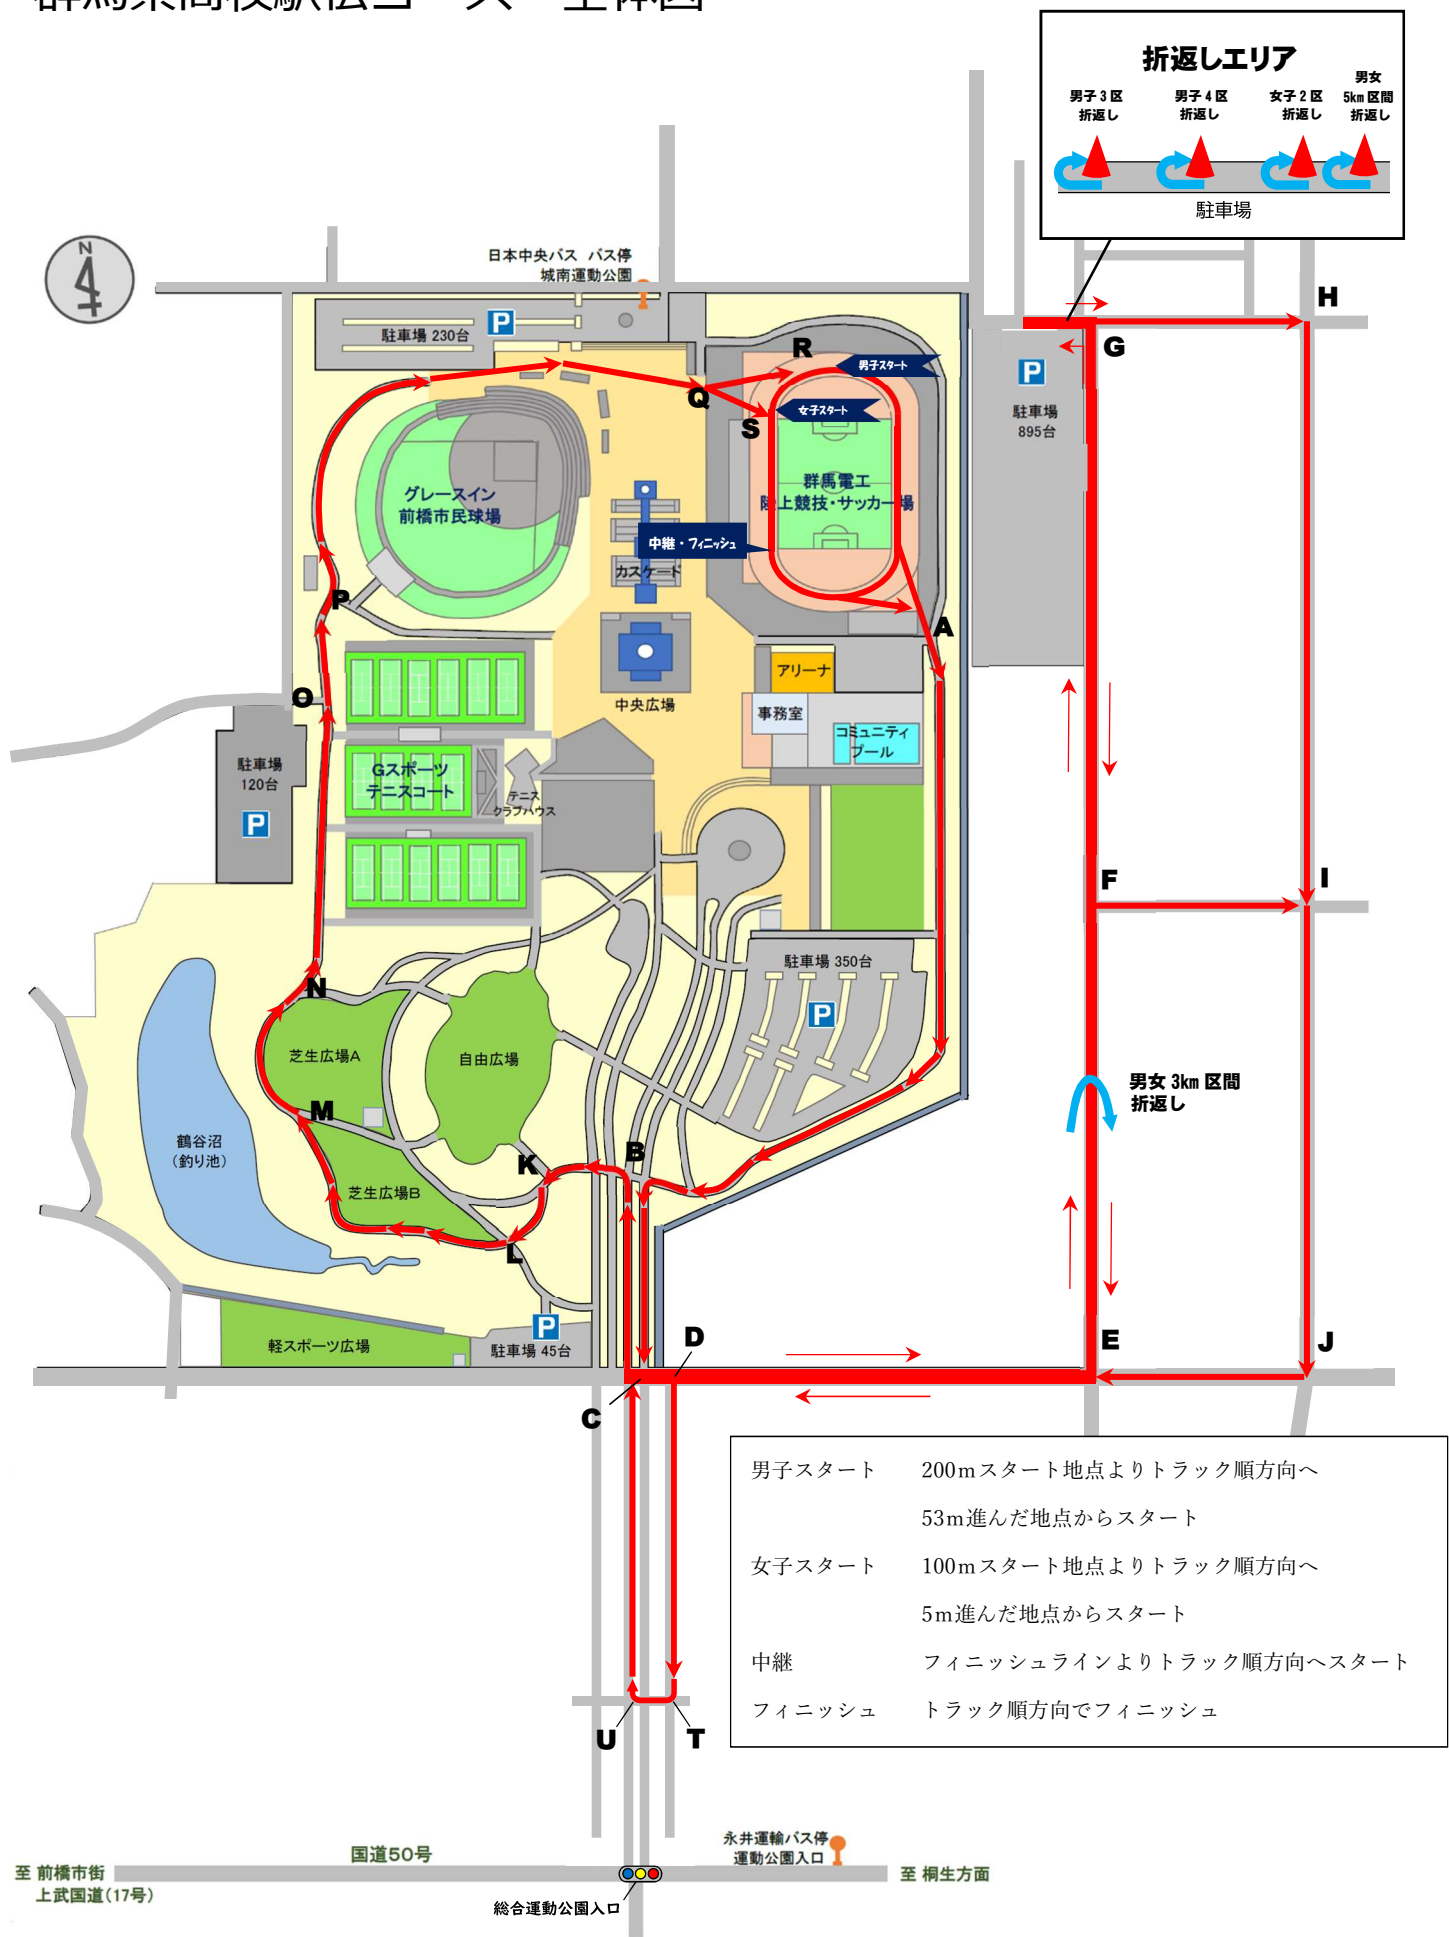 群馬県高校駅伝コース 全体図
折返しエリア
男子3区
折返し
男子4区
折返し
女子2区
折返し
男女
5km区間
折返し
駐車場
N
日本中央バス バス停
城南運動公園
駐車場 230台
P
H
G
R
男子スタート
Q
女子スタート
S
P
駐車場
895台
グレースイン
前橋市民球場
群馬電工
陸上競技・サッカー場
中継・フィニッシュ
カスケード
P
A
アリーナ
O
中央広場
事務室
コミュニティ
プール
駐車場
120台
P
Gスポーツ
テニスコート
テニス
クラブハウス
F
I
駐車場 350台
P
N
芝生広場A
自由広場
男女 3km 区間
折返し
M
鶴谷沼
(釣り池)
K
B
芝生広場B
L
P
軽スポーツ広場
駐車場 45台
D
E
J
C
男子スタート 200mスタート地点よりトラック順方向へ
53m進んだ地点からスタート
女子スタート 100mスタート地点よりトラック順方向へ
5m進んだ地点からスタート
中継 フィニッシュラインよりトラック順方向へスタート
フィニッシュ トラック順方向でフィニッシュ
U
T
国道50号
永井運輸バス停
運動公園入口
至 前橋市街
上武国道(17号)
至 桐生方面
総合運動公園入口